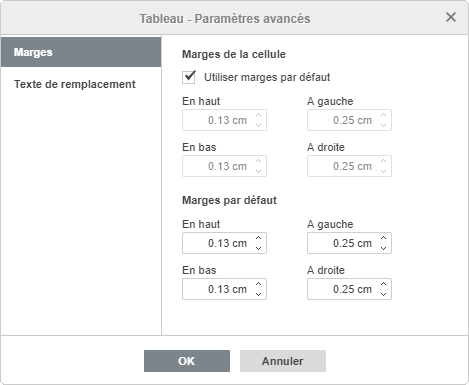 Tableau - Paramètres avancés
Marges
Texte de remplacement
Marges de la cellule
Utiliser marges par défaut
En haut A gauche
0.13 cm 0.25 cm
En bas A droite
0.13 cm 0.25 cm
Marges par défaut
En haut A gauche
0.13 cm 0.25 cm
En bas A droite
0.13 cm 0.25 cm
OK Annuler